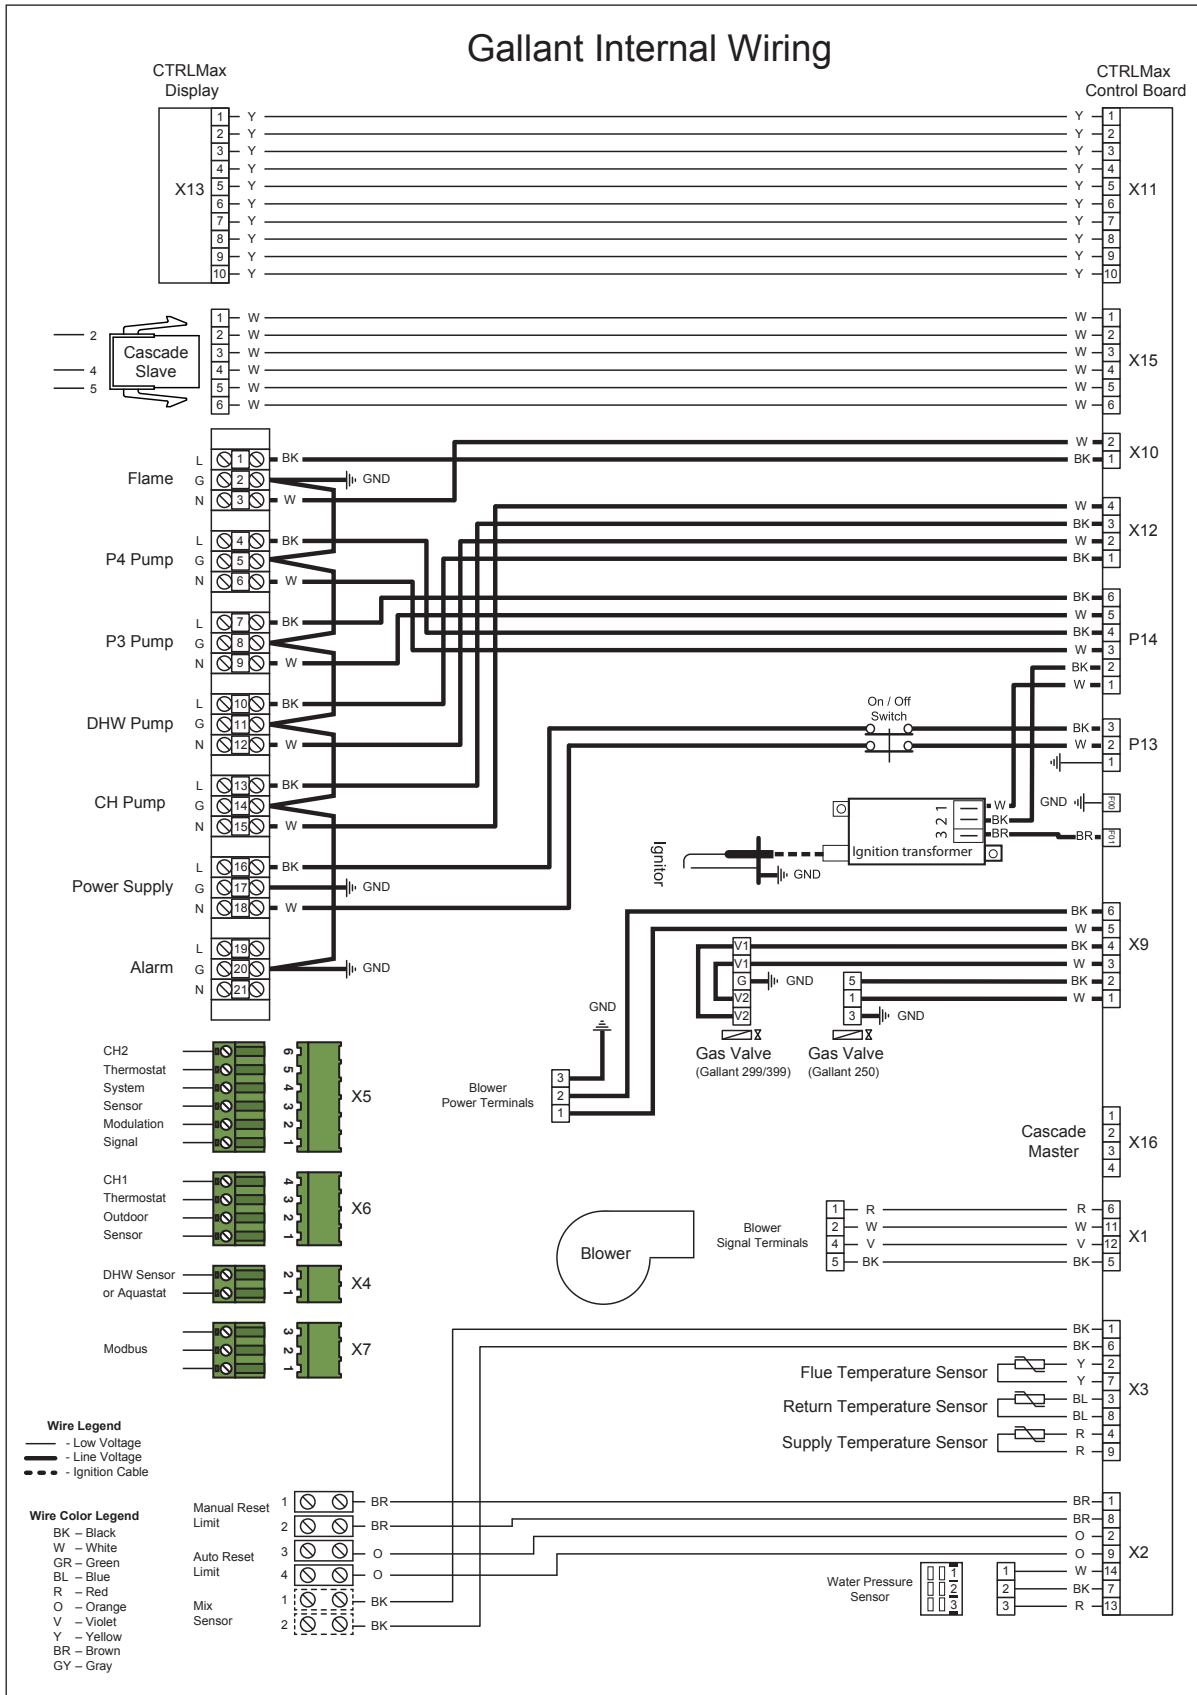 Gallant Internal Wiring
CTRLMax
Display
CTRLMax
Control Board
X13
1 Y Y 1
2 Y Y 2
3 Y Y 3
4 Y Y 4
5 Y Y 5
6 Y Y 6
7 Y Y 7
8 Y Y 8
9 Y Y 9
10 Y Y 10
X11
2
4
5
Cascade
Slave
1 W W 1
2 W W 2
3 W W 3
4 W W 4
5 W W 5
6 W W 6
X15
Flame
L 1 BK
G 2 GND
N 3 W
W 2
BK 1
X10
P4 Pump
L 4 BK
G 5
N 6 W
W 4
BK 3
W 2
BK 1
X12
P3 Pump
L 7 BK
G 8
N 9 W
BK 6
W 5
BK 4
W 3
BK 2
W 1
P14
DHW Pump
L 10 BK
G 11
N 12 W
On / Off
Switch
BK 3
W 2
1
P13
CH Pump
L 13 BK
G 14
N 15 W
GND F00
BR F01
3 2 1
W
BK
BR
Ignition transformer
Ignitor
GND
Power Supply
L 16 BK
G 17 GND
N 18 W
Alarm
L 19
G 20 GND
N 21
BK 6
W 5
BK 4
W 3
BK 2
W 1
X9
V1
V1
G GND
V2
V2
5
1
3 GND
Gas Valve
(Gallant 299/399)
Gas Valve
(Gallant 250)
GND
Blower
Power Terminals
3
2
1
CH2
Thermostat
System
Sensor
Modulation
Signal
6
5
4
3
2
1
X5
Cascade
Master
1
2
3
4
X16
CH1
Thermostat
Outdoor
Sensor
4
3
2
1
X6
Blower
Blower
Signal Terminals
1 R R 6
2 W W 11
4 V V 12
5 BK BK 5
X1
DHW Sensor
or Aquastat
2
1
X4
Modbus
3
2
1
X7
BK 1
BK 6
Flue Temperature Sensor
Y 2
Y 7
Return Temperature Sensor
BL 3
BL 8
Supply Temperature Sensor
R 4
R 9
X3
Wire Legend
- Low Voltage
- Line Voltage
- Ignition Cable
Wire Color Legend
BK – Black
W – White
GR – Green
BL – Blue
R – Red
O – Orange
V – Violet
Y – Yellow
BR – Brown
GY – Gray
Manual Reset
Limit
1 BR
2 BR
Auto Reset
Limit
3 O
4 O
Mix
Sensor
1 BK
2 BK
BR 1
BR 8
O 2
O 9
Water Pressure
Sensor
1
2
3
1 W 14
2 BK 7
3 R 13
X2